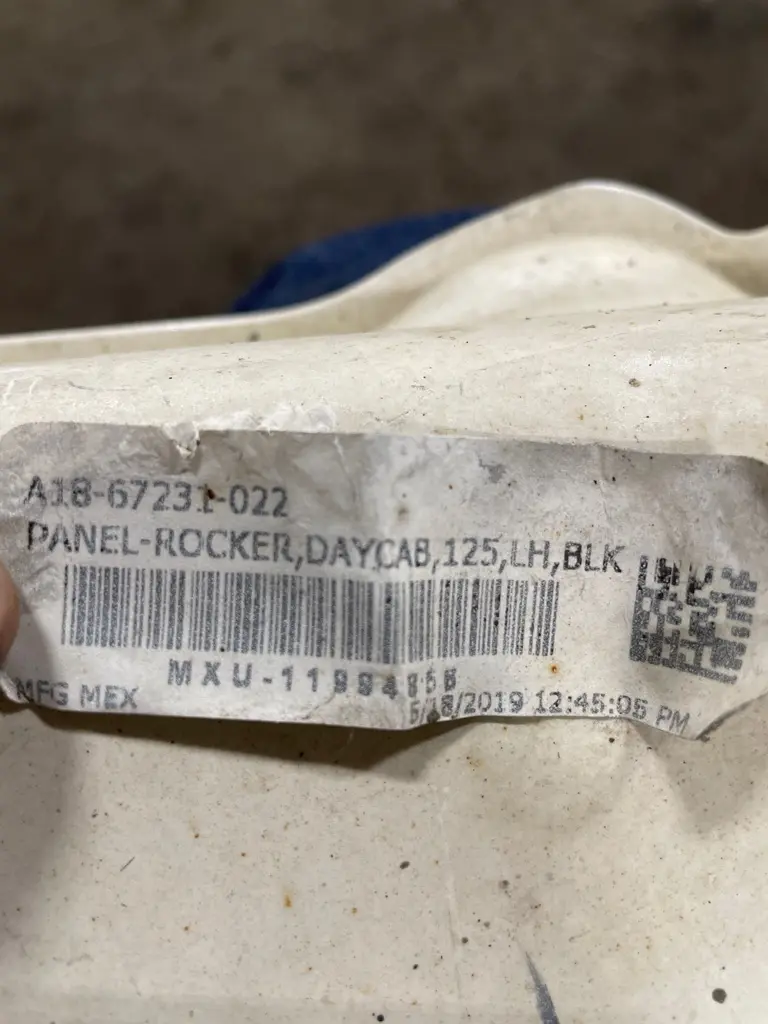 A18-67231-022
PANEL-ROCKER,DAYCAB,125,LH,BLK
MFG MEX
5/18/2019 12:45:05 PM